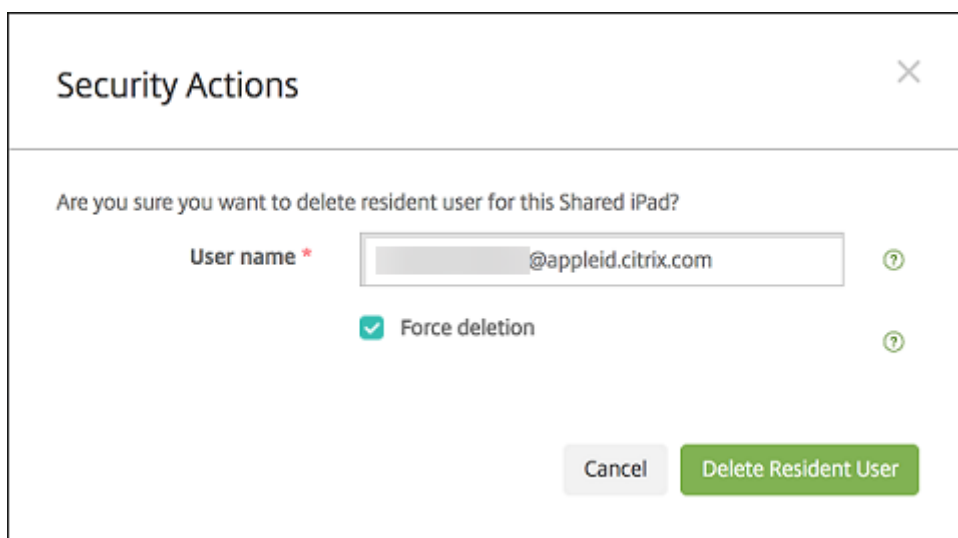 Security Actions
Are you sure you want to delete resident user for this Shared iPad?
User name * @appleid.citrix.com
Force deletion
Cancel Delete Resident User